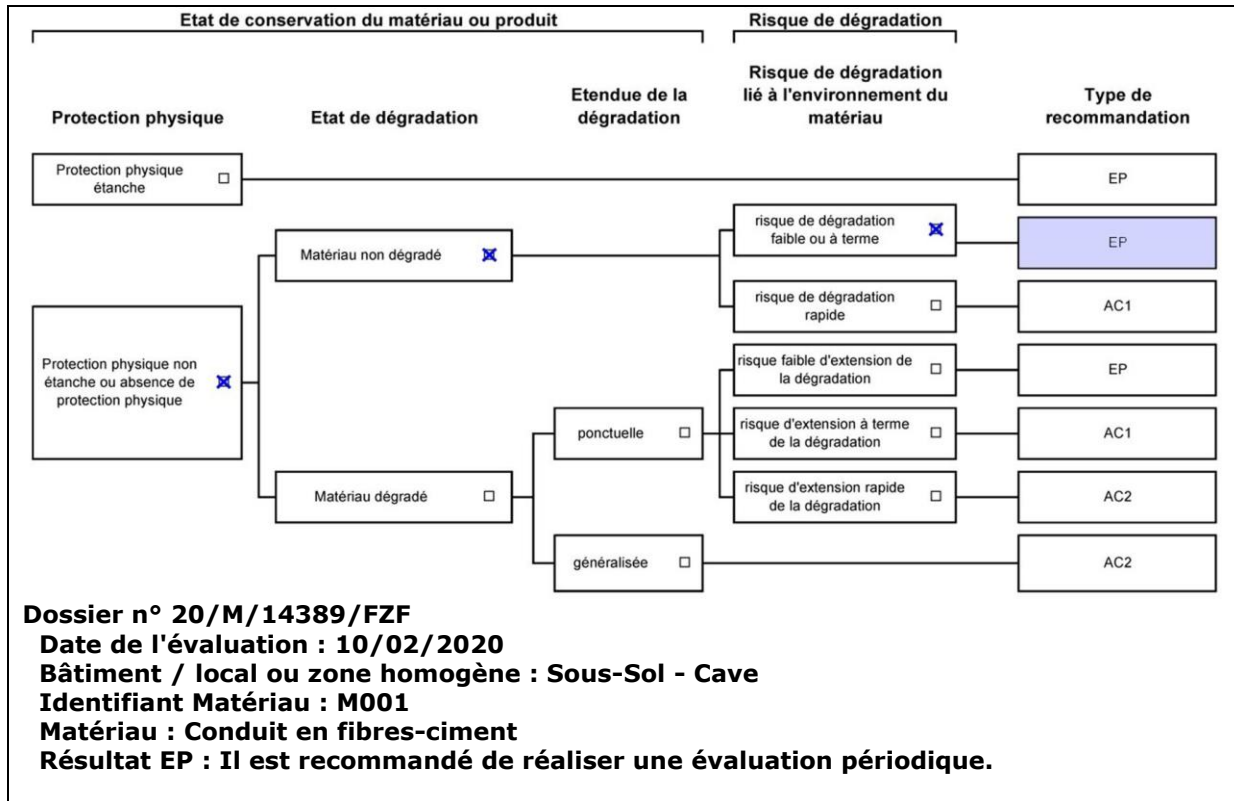 Etat de conservation du matériau ou produit
Risque de dégradation
Protection physique
Etat de dégradation
Etendue de la
dégradation
Risque de dégradation
lié à l'environnement du
matériau
Type de
recommandation
Protection physique
étanche
EP
Matériau non dégradé
risque de dégradation
faible ou à terme
EP
risque de dégradation
rapide
AC1
Protection physique non
étanche ou absence de
protection physique
risque faible d'extension de
la dégradation
EP
ponctuelle
risque d'extension à terme
de la dégradation
AC1
Matériau dégradé
risque d'extension rapide
de la dégradation
AC2
généralisée
AC2
Dossier n° 20/M/14389/FZF
Date de l'évaluation : 10/02/2020
Bâtiment / local ou zone homogène : Sous-Sol - Cave
Identifiant Matériau : M001
Matériau : Conduit en fibres-ciment
Résultat EP : Il est recommandé de réaliser une évaluation périodique.